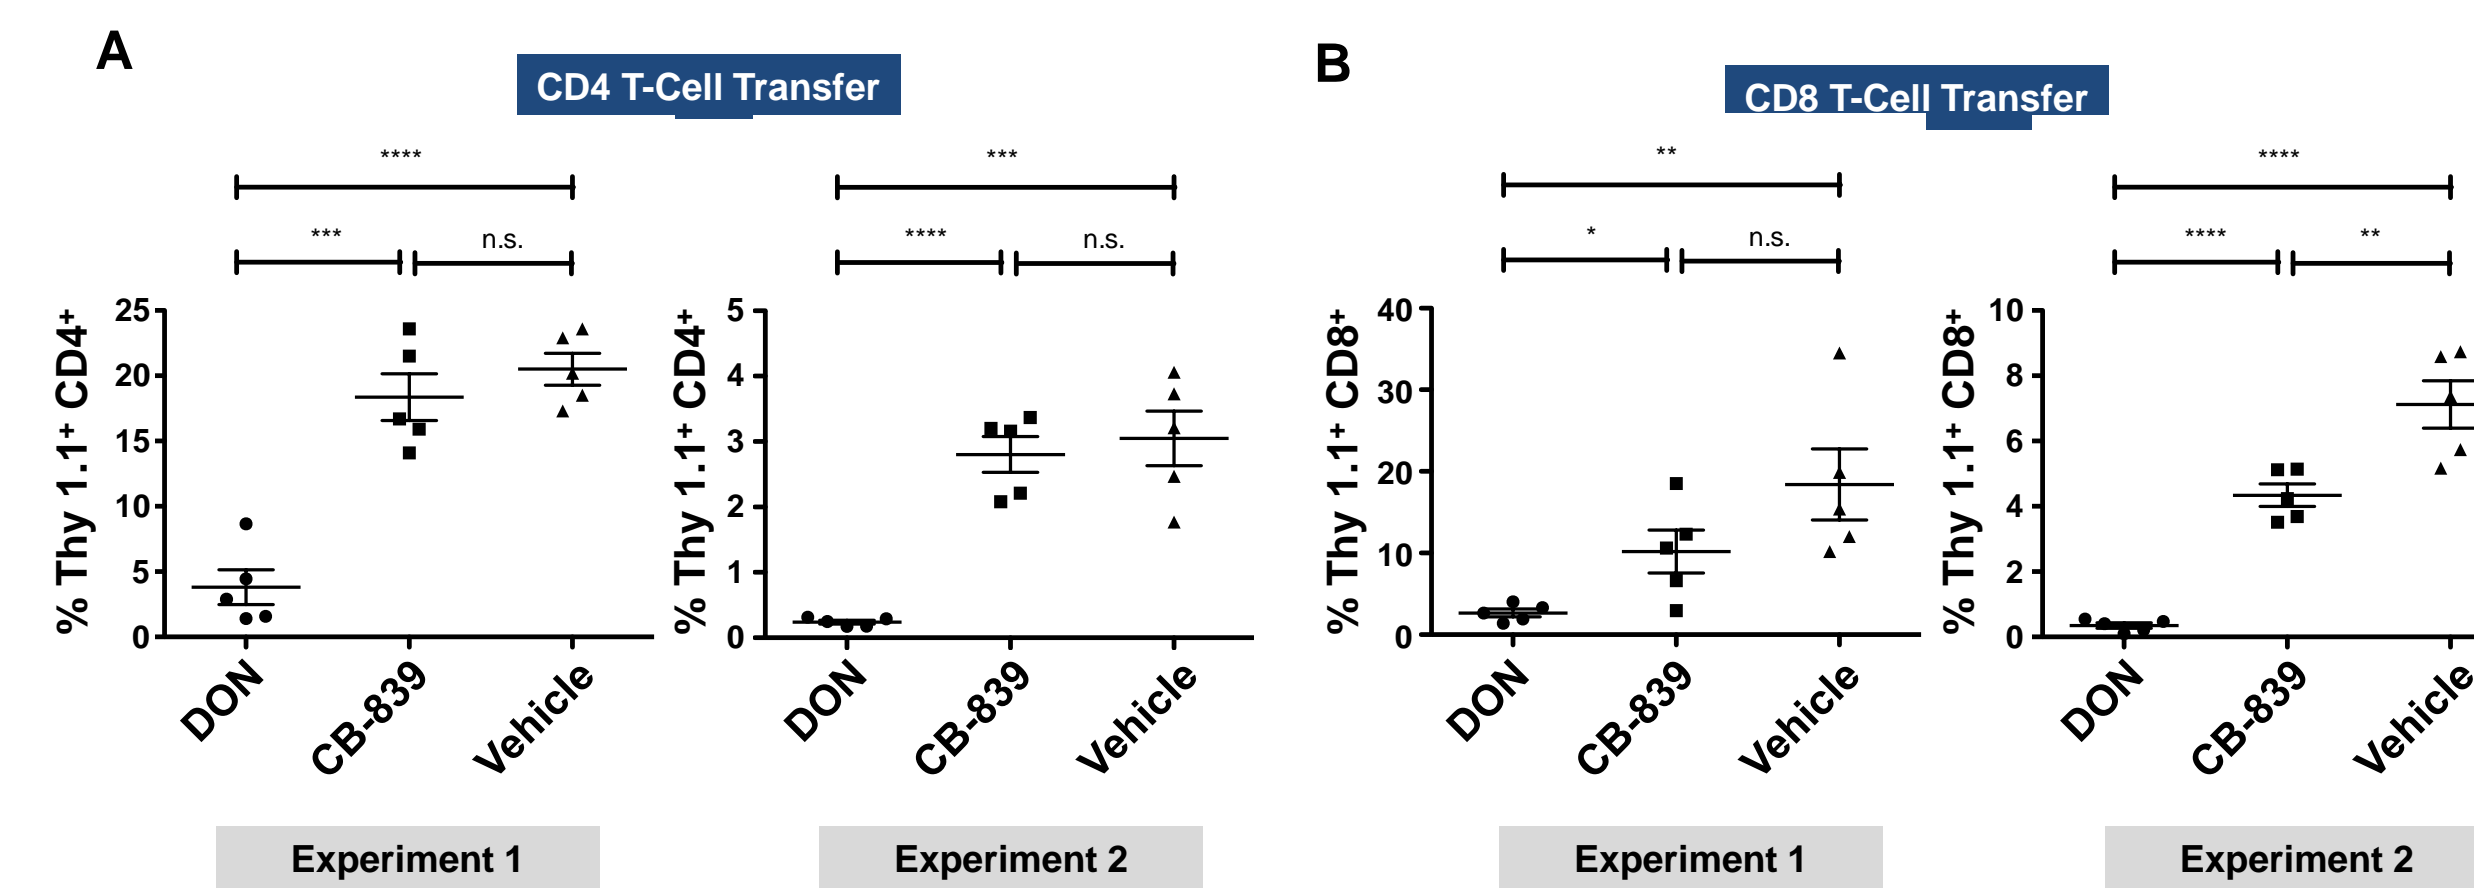 A
CD4 T-Cell Transfer
****
***
n.s.
% Thy 1.1+ CD4+
25
20
15
10
5
0
DON
CB-839
Vehicle
Experiment 1
***
****
n.s.
% Thy 1.1+ CD4+
5
4
3
2
1
0
DON
CB-839
Vehicle
Experiment 2
B
CD8 T-Cell Transfer
**
*
n.s.
% Thy 1.1+ CD8+
40
30
20
10
0
DON
CB-839
Vehicle
Experiment 1
****
****
**
% Thy 1.1+ CD8+
10
8
6
4
2
0
DON
CB-839
Vehicle
Experiment 2